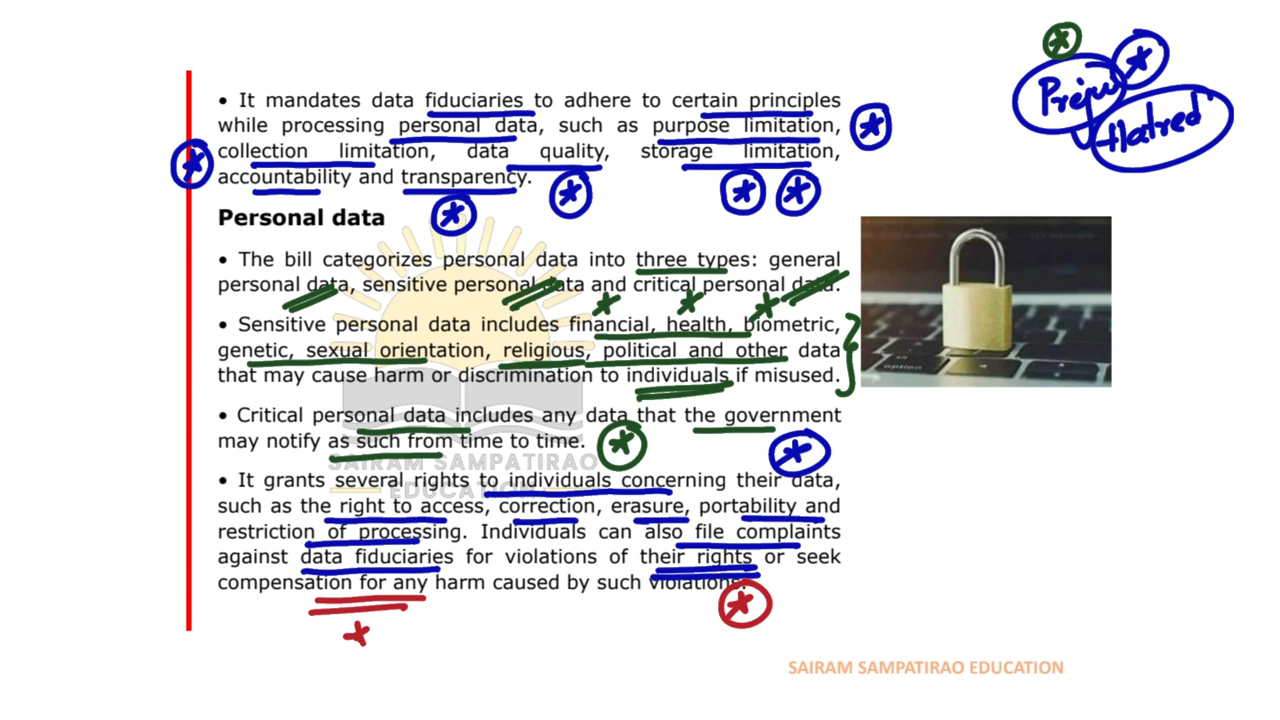 • It mandates data fiduciaries to adhere to certain principles
while processing personal data, such as purpose limitation,
collection limitation, data quality, storage limitation,
accountability and transparency.
Personal data
• The bill categorizes personal data into three types: general
personal data, sensitive personal data and critical personal data.
• Sensitive personal data includes financial, health, biometric,
genetic, sexual orientation, religious, political and other data
that may cause harm or discrimination to individuals if misused.
• Critical personal data includes any data that the government
may notify as such from time to time.
• It grants several rights to individuals concerning their data,
such as the right to access, correction, erasure, portability and
restriction of processing. Individuals can also file complaints
against data fiduciaries for violations of their rights or seek
compensation for any harm caused by such violations.
Hatred
option
SAIRAM SAMPATIRAO
EDUCATION
SAIRAM SAMPATIRAO EDUCATION